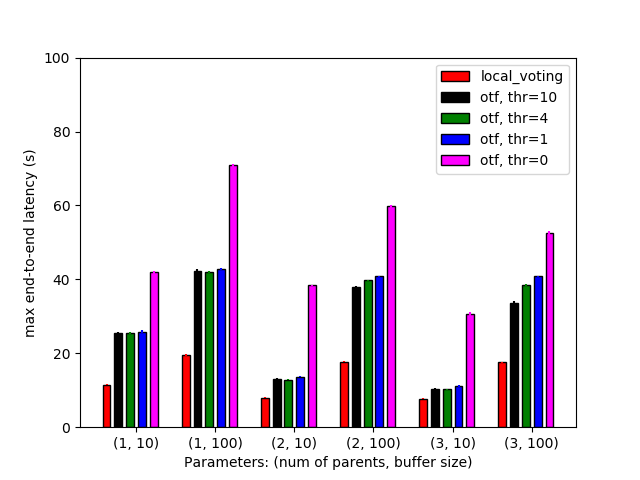 100
80
60
40
20
0
max end-to-end latency (s)
local_voting
otf, thr=10
otf, thr=4
otf, thr=1
otf, thr=0
(1, 10) (1, 100) (2, 10) (2, 100) (3, 10) (3, 100)
Parameters: (num of parents, buffer size)